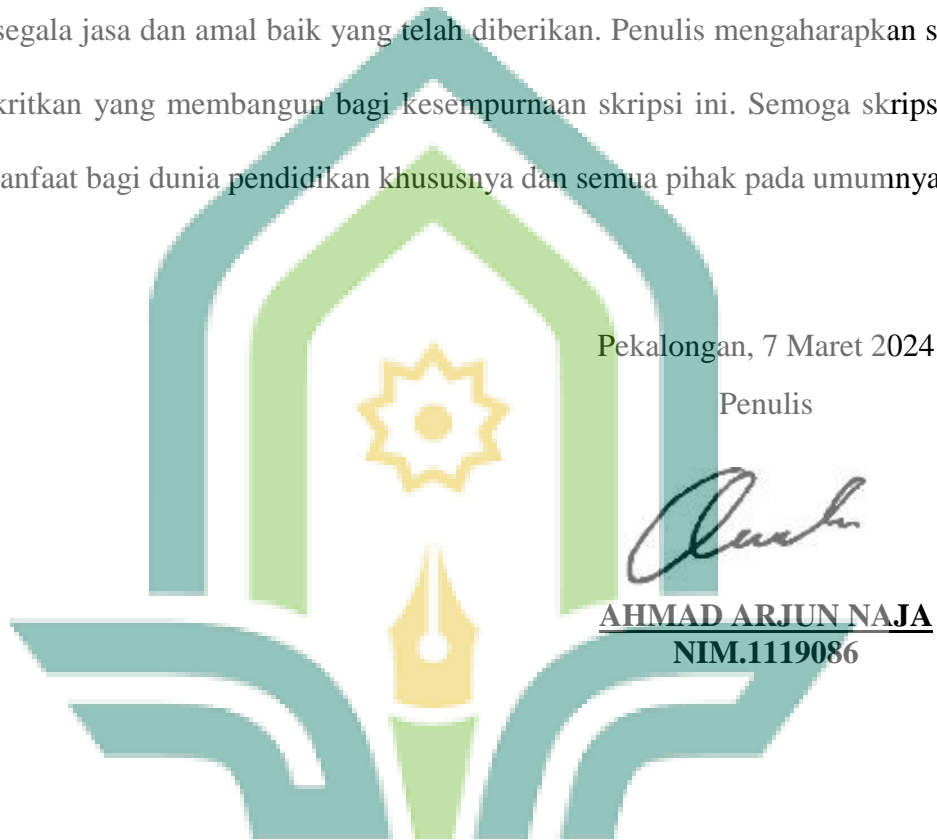 segala jasa dan amal baik yang telah diberikan. Penulis mengaharapkan s
kritkan yang membangun bagi kesempurnaan skripsi ini. Semoga skrips
anfaat bagi dunia pendidikan khususnya dan semua pihak pada umumnya
Pekalongan, 7 Maret 2024
Penulis
AHMAD ARJUN NAJA
NIM.1119086